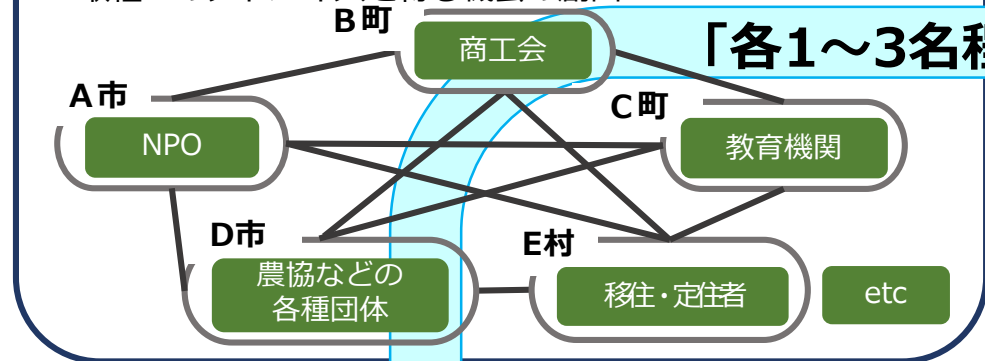 B町
商工会
「各1～3名程
A市
NPO
C町
教育機関
D市
農協などの
各種団体
E村
移住・定住者
etc